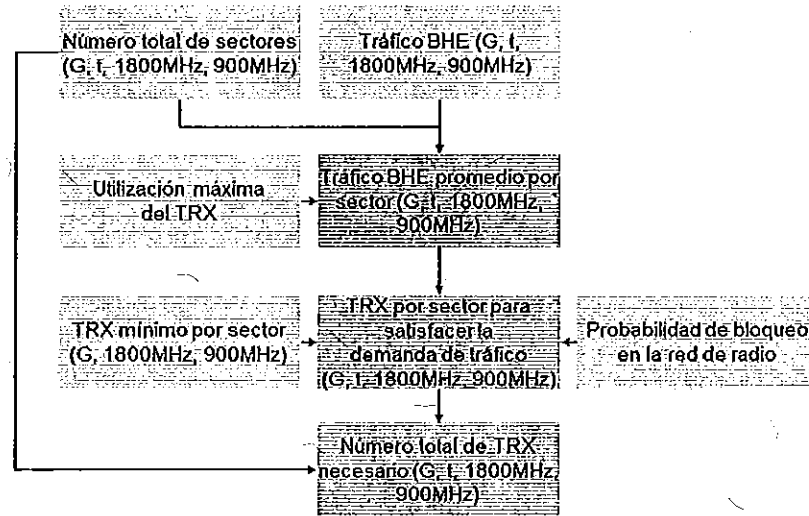 Número total de sectores
(G, t, 1800MHz, 900MHz)
Tráfico BHE (G, t,
1800MHz, 900MHz)
Utilización máxima
del TRX
Tráfico BHE promedio por
sector (G, t, 1800MHz,
900MHz)
TRX mínimo por sector
(G, 1800MHz, 900MHz)
TRX por sector para
satisfacer la
demanda de tráfico
(G, t, 1800MHz, 900MHz)
Probabilidad de bloqueo
en la red de radio
Número total de TRX
necesario (G, t, 1800MHz,
900MHz)